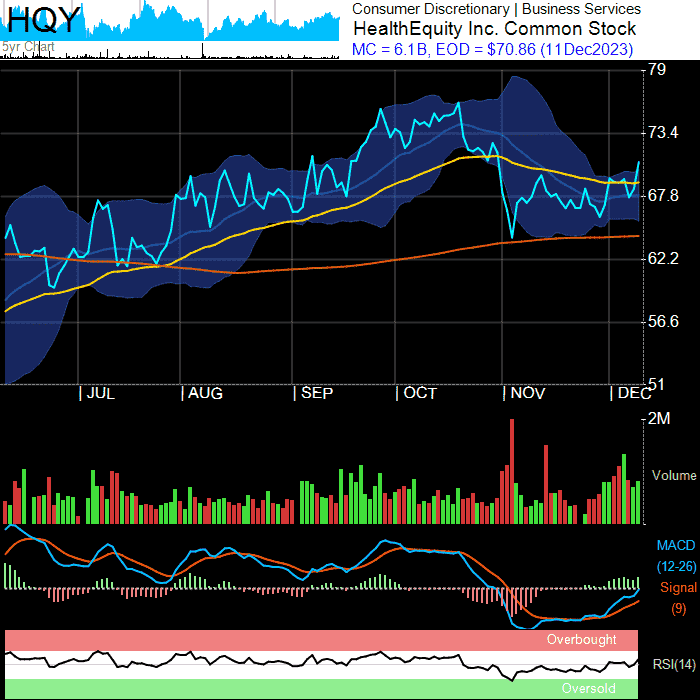 HQY
5yr Chart
Consumer Discretionary | Business Services
HealthEquity Inc. Common Stock
MC = 6.1B, EOD = $70.86 (11Dec2023)
79
73.4
67.8
62.2
56.6
51
| JUL | AUG | SEP | OCT | NOV | DEC
2M
Volume
MACD
(12-26)
Signal
(9)
Overbought
RSI(14)
Oversold